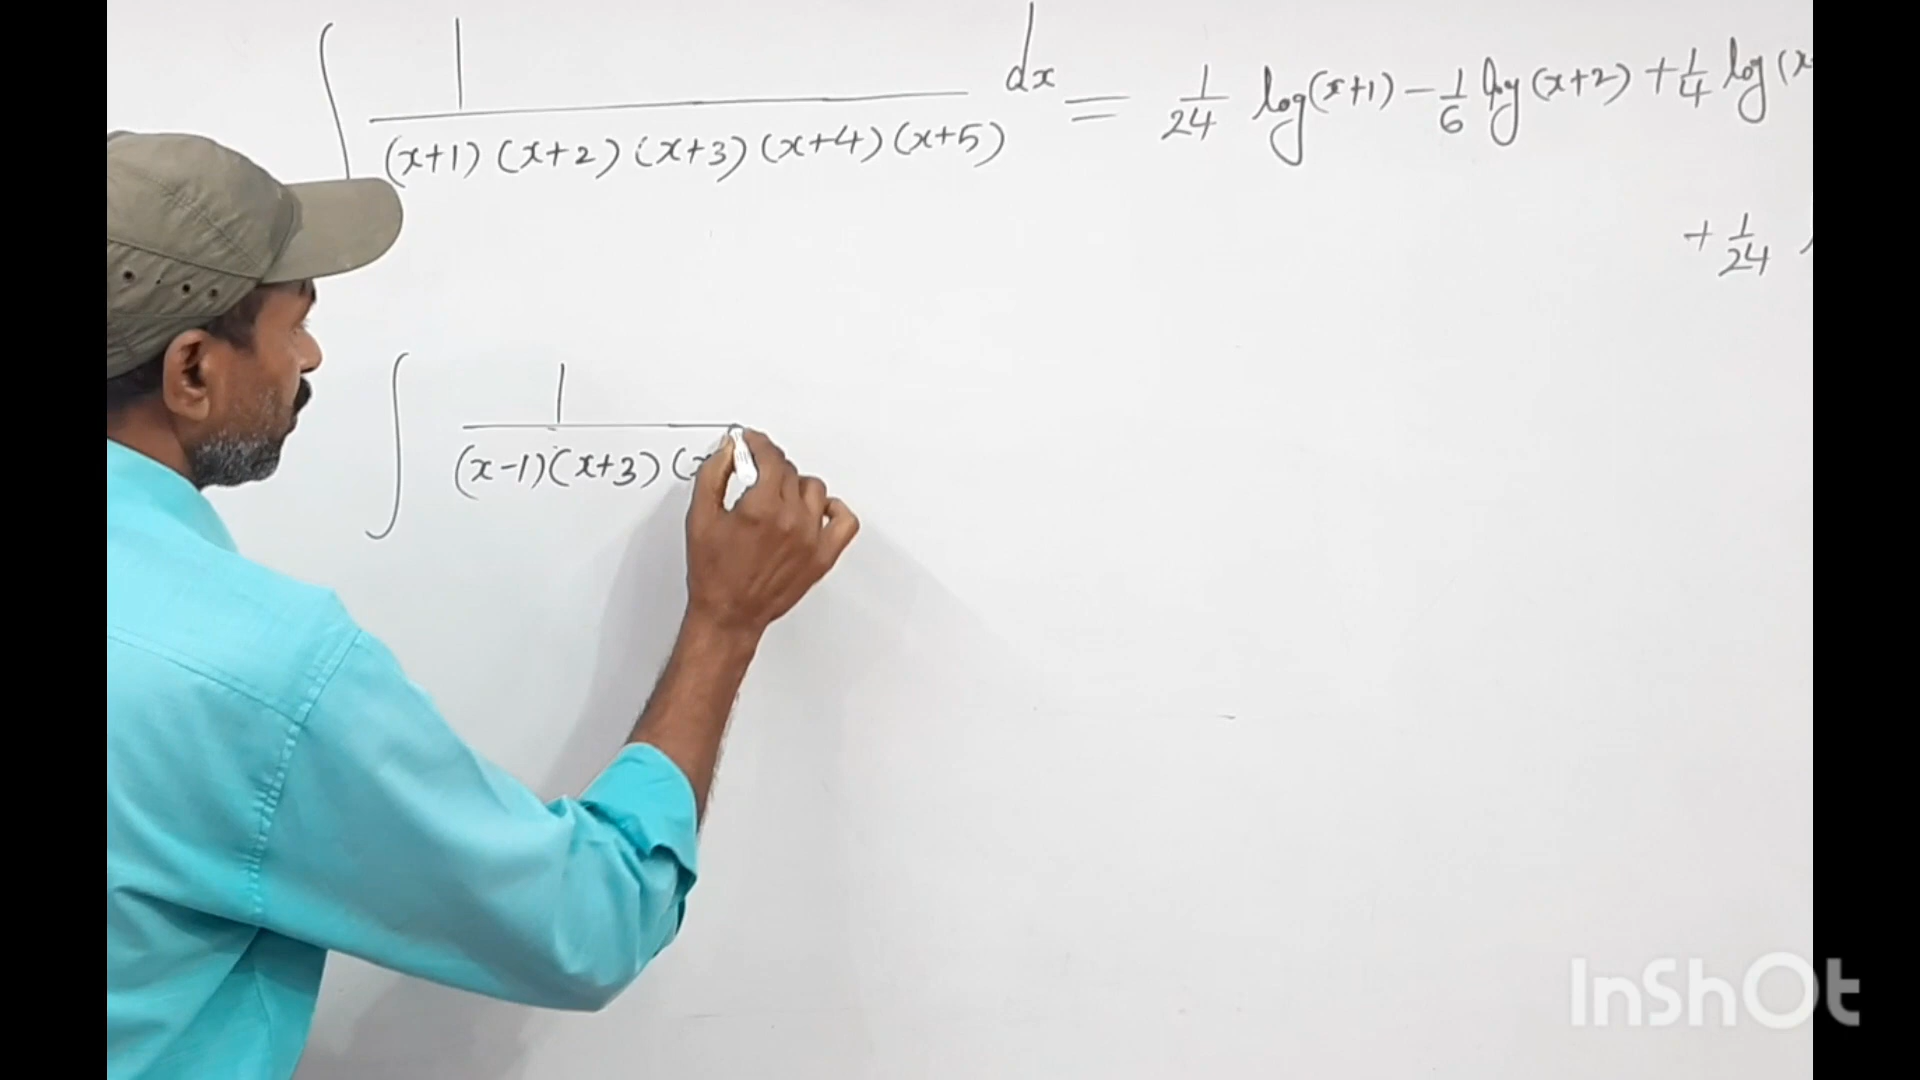 ∫ 1 / (x+1)(x+2)(x+3)(x+4)(x+5) dx = 1/24 log(x+1) - 1/6 log(x+2) + 1/4 log(x
+ 1/24
∫ 1 / (x-1)(x+3)(x
InShOt